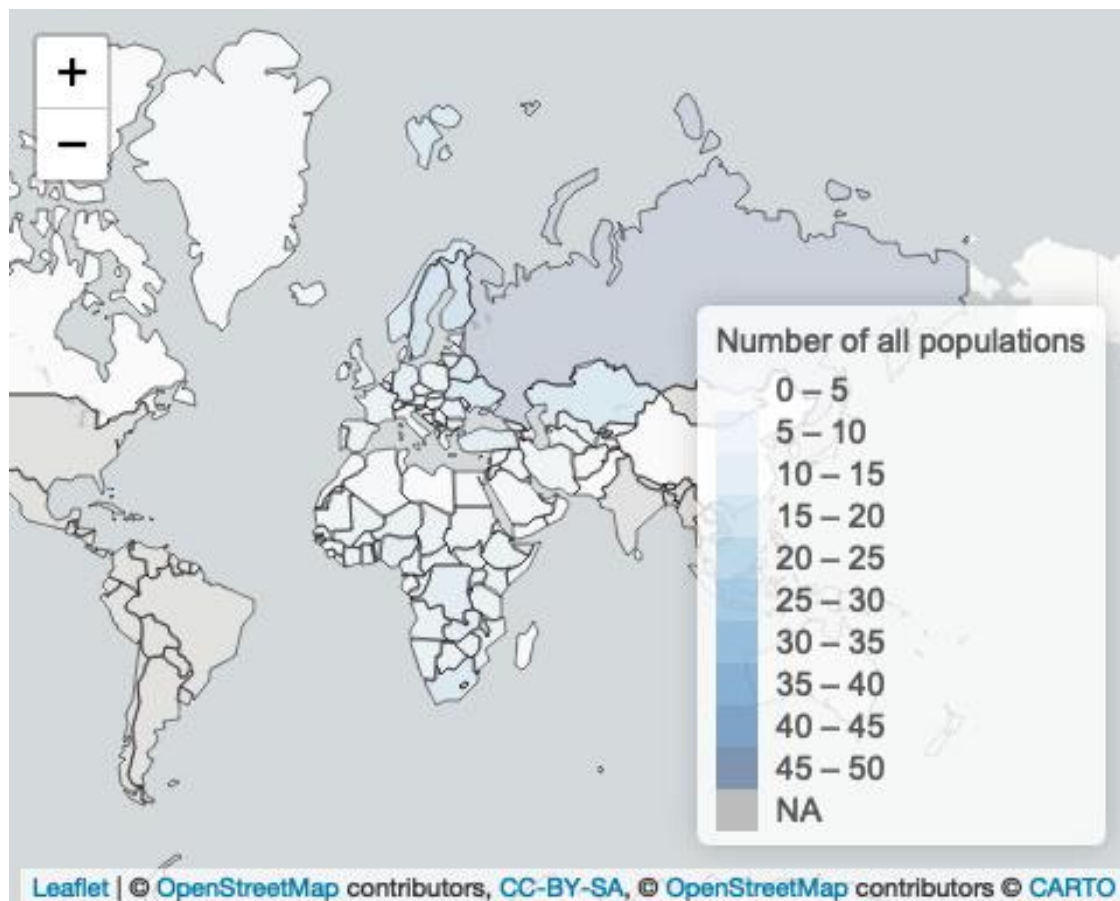 +
−
Number of all populations
0 – 5
5 – 10
10 – 15
15 – 20
20 – 25
25 – 30
30 – 35
35 – 40
40 – 45
45 – 50
NA
Leaflet | © OpenStreetMap contributors, CC-BY-SA, © OpenStreetMap contributors © CARTO